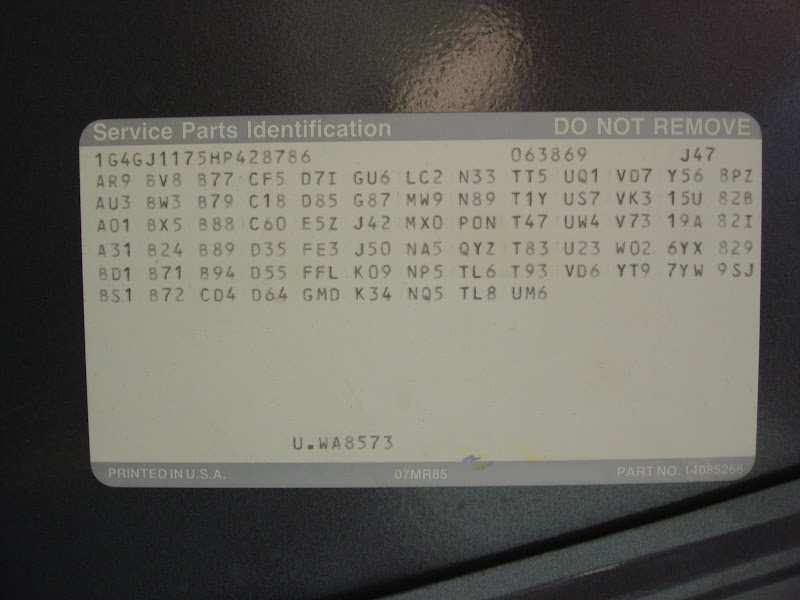 Service Parts Identification DO NOT REMOVE
1G4GJ1175HP428786 063869 J47
AR9 BV8 B77 CF5 D7I GU6 LC2 N33 TT5 UQ1 VD7 Y56 8PZ
AU3 BW3 B79 C18 D85 G87 MW9 N89 T1Y US7 VK3 15U 82B
A01 BX5 B88 C60 E5Z J42 MX0 P0N T47 UW4 V73 19A 82I
A31 B24 B89 D35 FE3 J50 NA5 QYZ T83 U23 W02 6YX 829
BD1 B71 B94 D55 FFL K09 NP5 TL6 T93 VD6 YT9 7YW 9SJ
BS1 B72 CD4 D64 GMD K34 NQ5 TL8 UM6
U.WA8573
PRINTED IN U.S.A. 07MR85 PART NO. 14085266